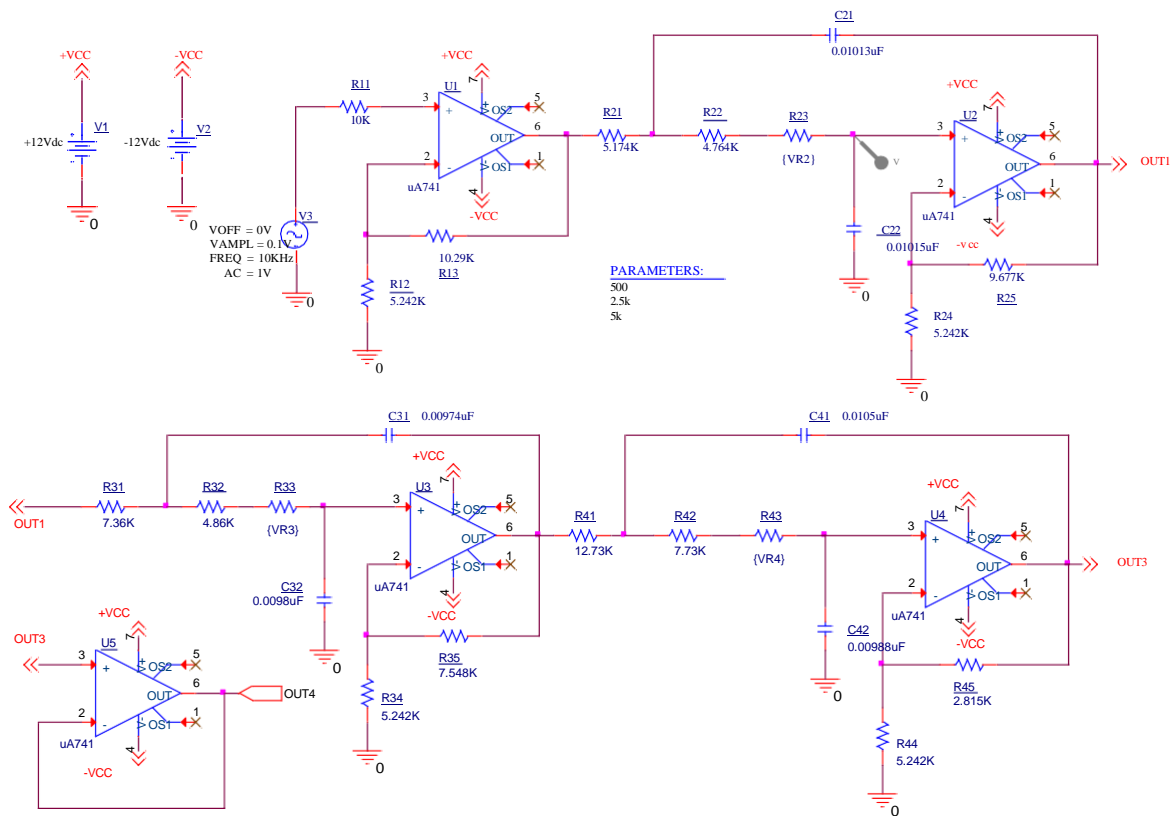 C21
0.01013uF
+VCC
-VCC
+VCC
7
R11
10K
U1
3
+
V+
OS2
5
OUT
6
2
-
V-
OS1
1
uA741
4
-VCC
R21
5.174K
R22
4.764K
R23
{VR2}
V
+VCC
7
U2
3
+
V+
OS2
5
OUT
6
OUT1
2
-
V-
OS1
1
uA741
4
-v cc
V1
+12Vdc
0
V2
-12Vdc
0
V3
VOFF = 0V
VAMPL = 0.1V
FREQ = 10KHz
AC = 1V
0
10.29K
R13
R12
5.242K
0
PARAMETERS:
500
2.5k
5k
C22
0.01015uF
0
9.677K
R25
R24
5.242K
0
C31 0.00974uF
C41 0.0105uF
OUT1
R31
7.36K
R32
4.86K
R33
{VR3}
+VCC
7
U3
3
+
V+
OS2
5
OUT
6
2
-
V-
OS1
1
uA741
4
-VCC
C32
0.0098uF
0
R35
7.548K
R34
5.242K
0
R41
12.73K
R42
7.73K
R43
{VR4}
+VCC
7
U4
3
+
V+
OS2
5
OUT
6
OUT3
2
-
V-
OS1
1
uA741
4
-VCC
C42
0.00988uF
0
R45
2.815K
R44
5.242K
0
OUT3
+VCC
7
U5
3
+
V+
OS2
5
OUT
6
OUT4
2
-
V-
OS1
1
uA741
4
-VCC